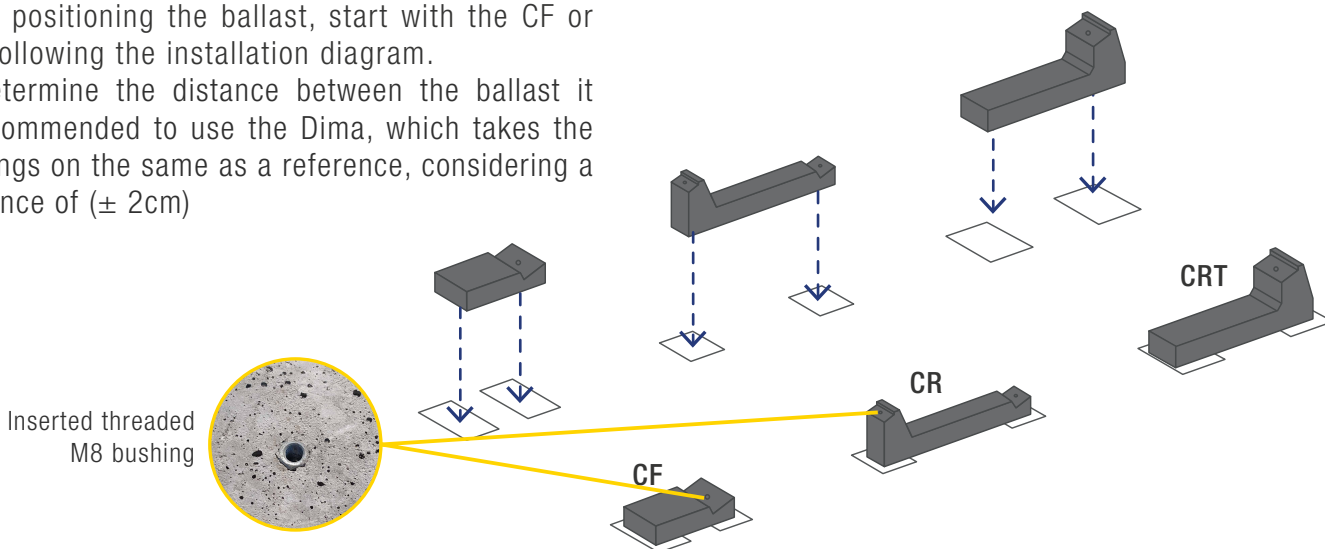 positioning the ballast, start with the CF or
ollowing the installation diagram.
termine the distance between the ballast it
ommended to use the Dima, which takes the
ngs on the same as a reference, considering a
nce of (± 2cm)
CRT
CR
Inserted threaded
M8 bushing
CF